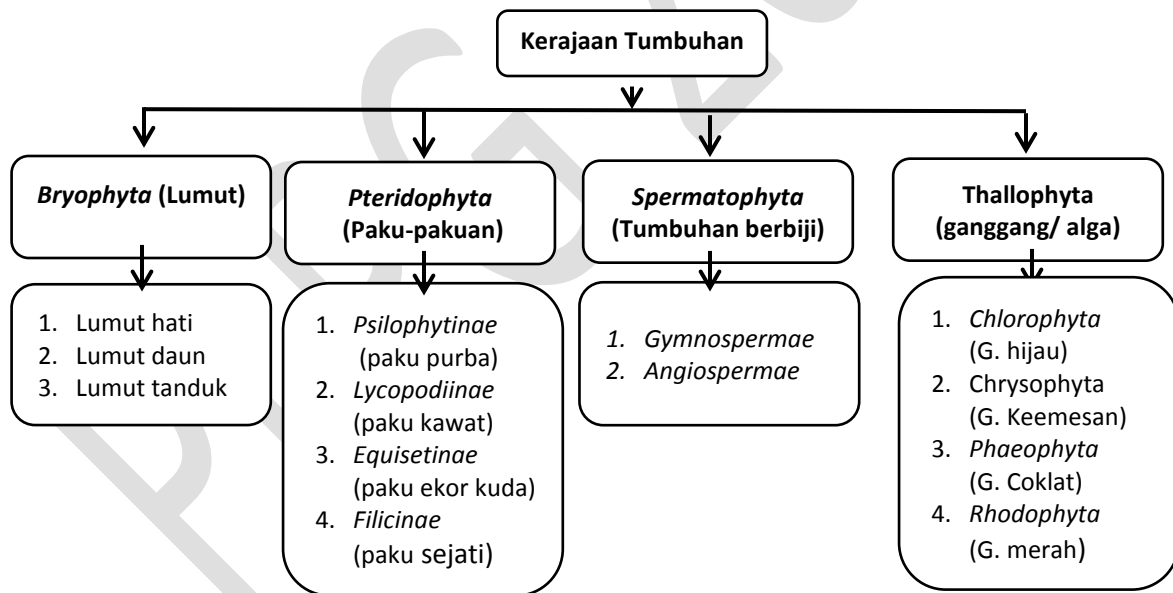 Kerajaan Tumbuhan
Bryophyta (Lumut)
Pteridophyta
(Paku-pakuan)
Spermatophyta
(Tumbuhan berbiji)
Thallophyta
(ganggang/ alga)
1. Lumut hati
2. Lumut daun
3. Lumut tanduk
1. Psilophytinae
(paku purba)
2. Lycopodiinae
(paku kawat)
3. Equisetinae
(paku ekor kuda)
4. Filicinae
(paku sejati)
1. Gymnospermae
2. Angiospermae
1. Chlorophyta
(G. hijau)
2. Chrysophyta
(G. Keemesan)
3. Phaeophyta
(G. Coklat)
4. Rhodophyta
(G. merah)